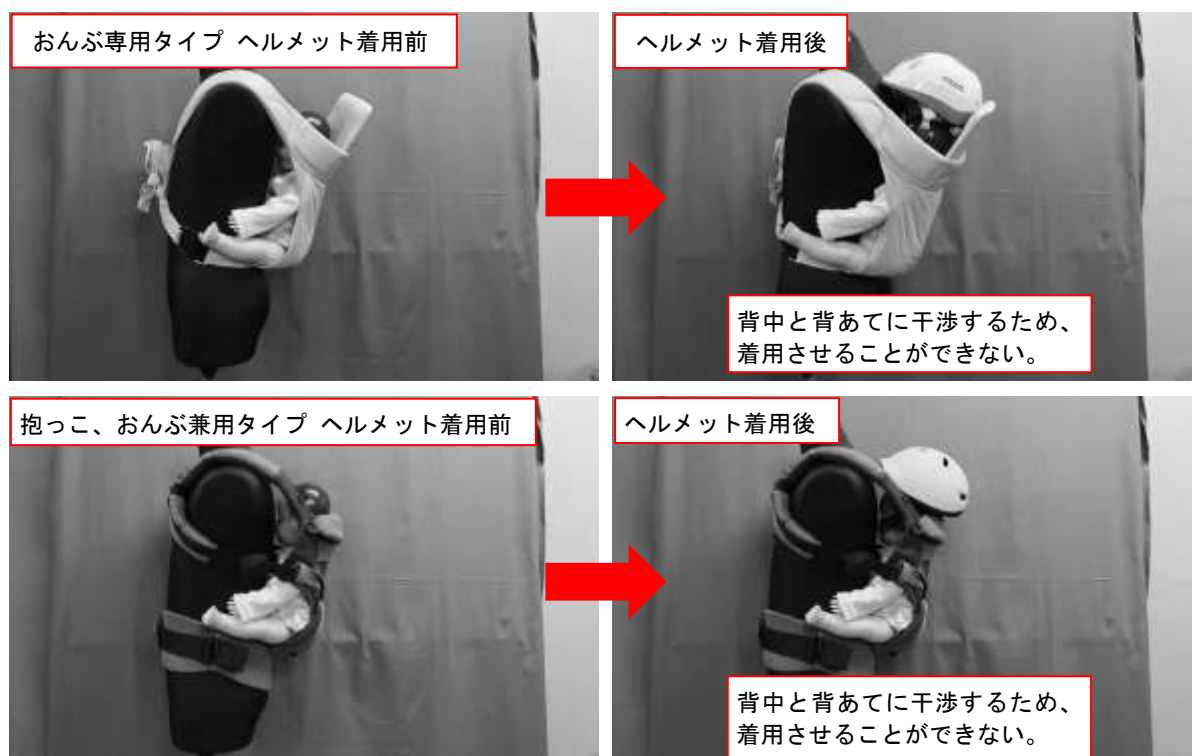 おんぶ専用タイプ ヘルメット着用前
ヘルメット着用後
背中と背あてに干渉するため、
着用させることができない。
抱っこ、おんぶ兼用タイプ ヘルメット着用前
ヘルメット着用後
背中と背あてに干渉するため、
着用させることができない。